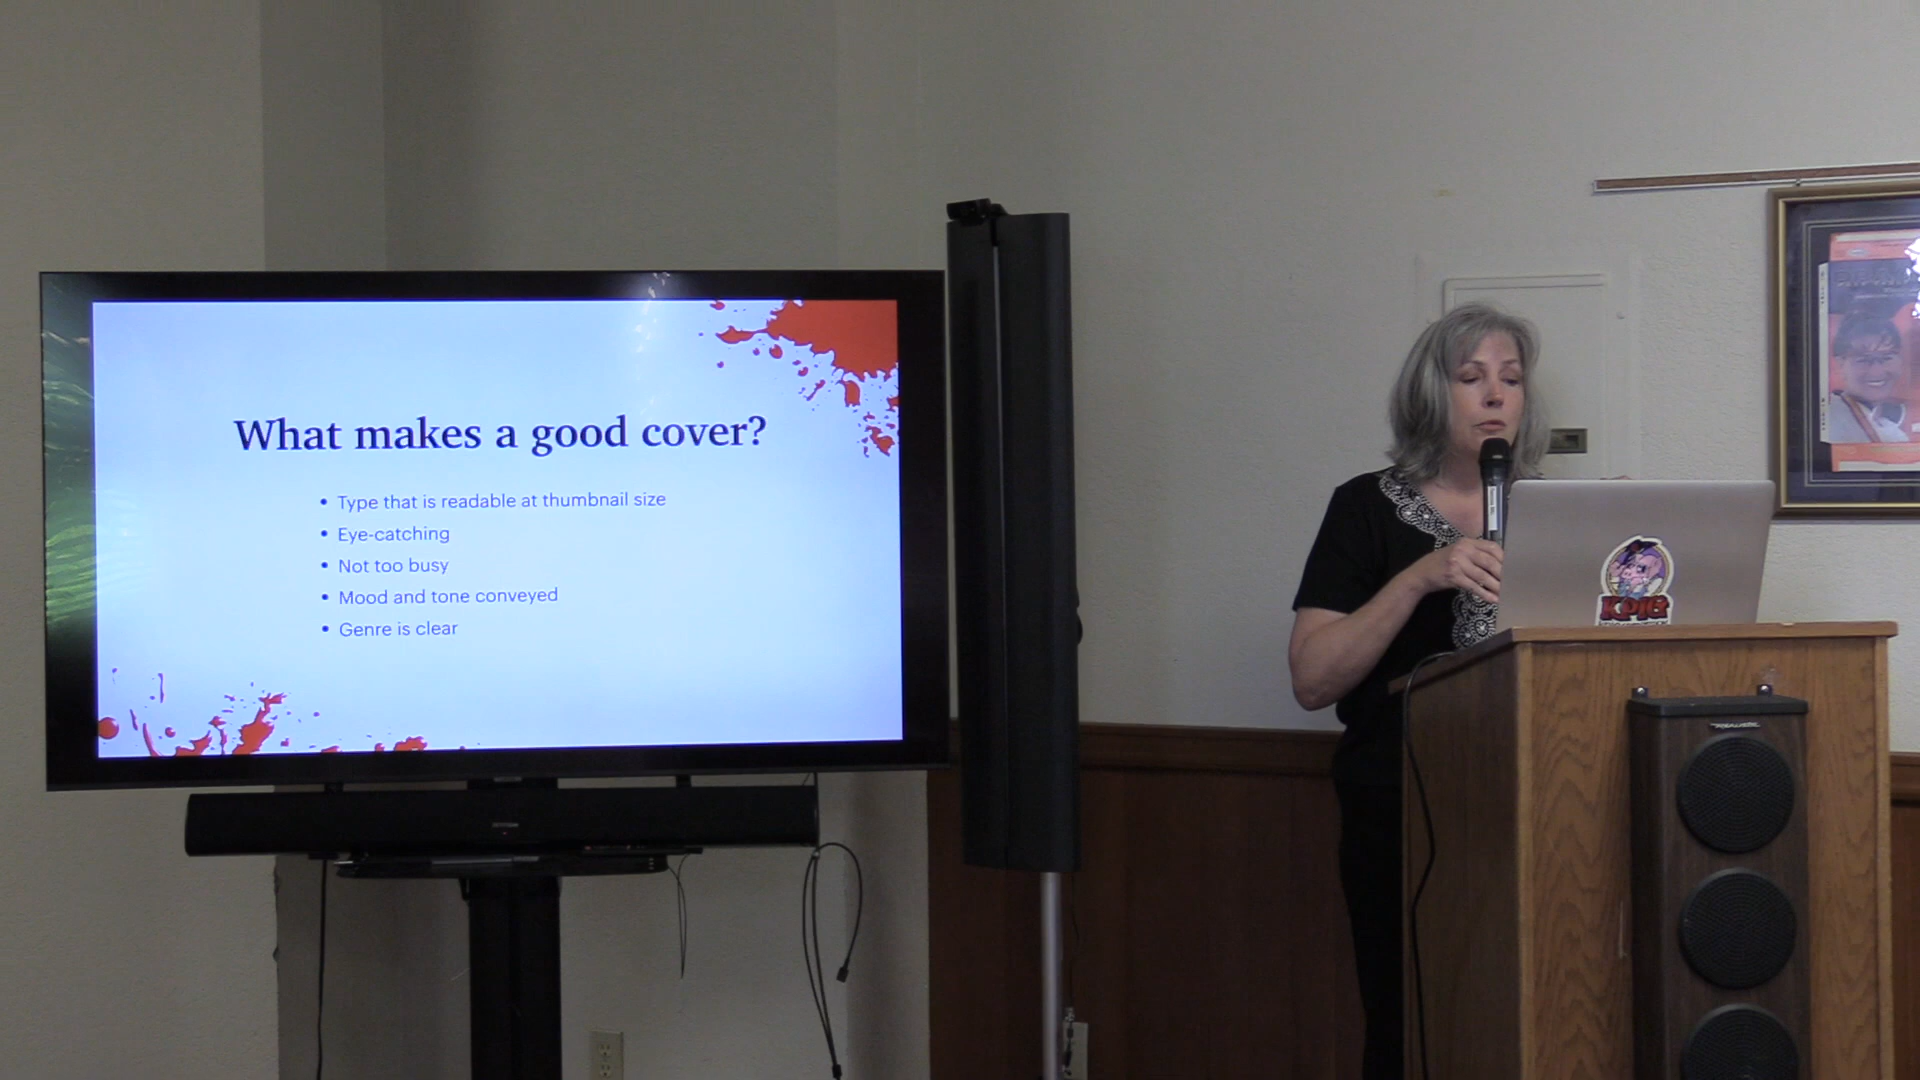 What makes a good cover?
• Type that is readable at thumbnail size
• Eye-catching
• Not too busy
• Mood and tone conveyed
• Genre is clear
KPIG
REALISTIC